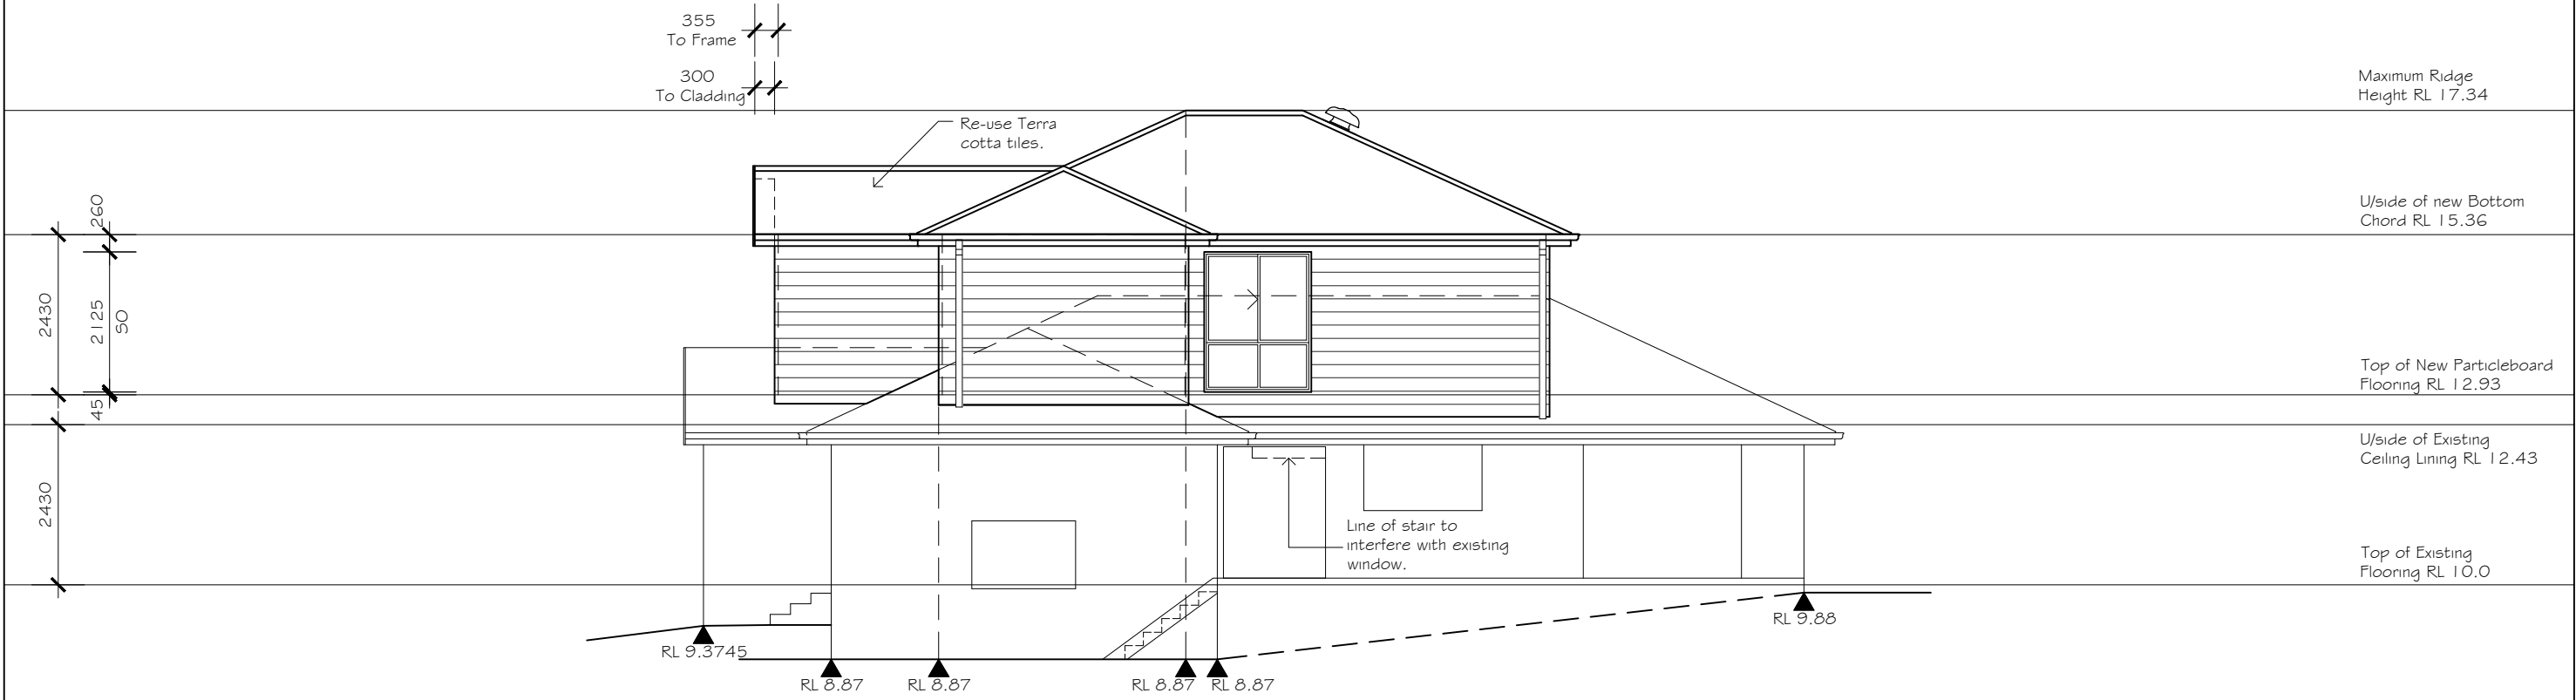 355
To Frame
300
To Cladding
Maximum Ridge
Height RL 17.34
Re-use Terra
cotta tiles.
260
U/side of new Bottom
Chord RL 15.36
2430
2125
SO
Top of New Particleboard
Flooring RL 12.93
45
U/side of Existing
Ceiling Lining RL 12.43
2430
Line of stair to
interfere with existing
window.
Top of Existing
Flooring RL 10.0
RL 9.88
RL 9.3745
RL 8.87
RL 8.87
RL 8.87
RL 8.87